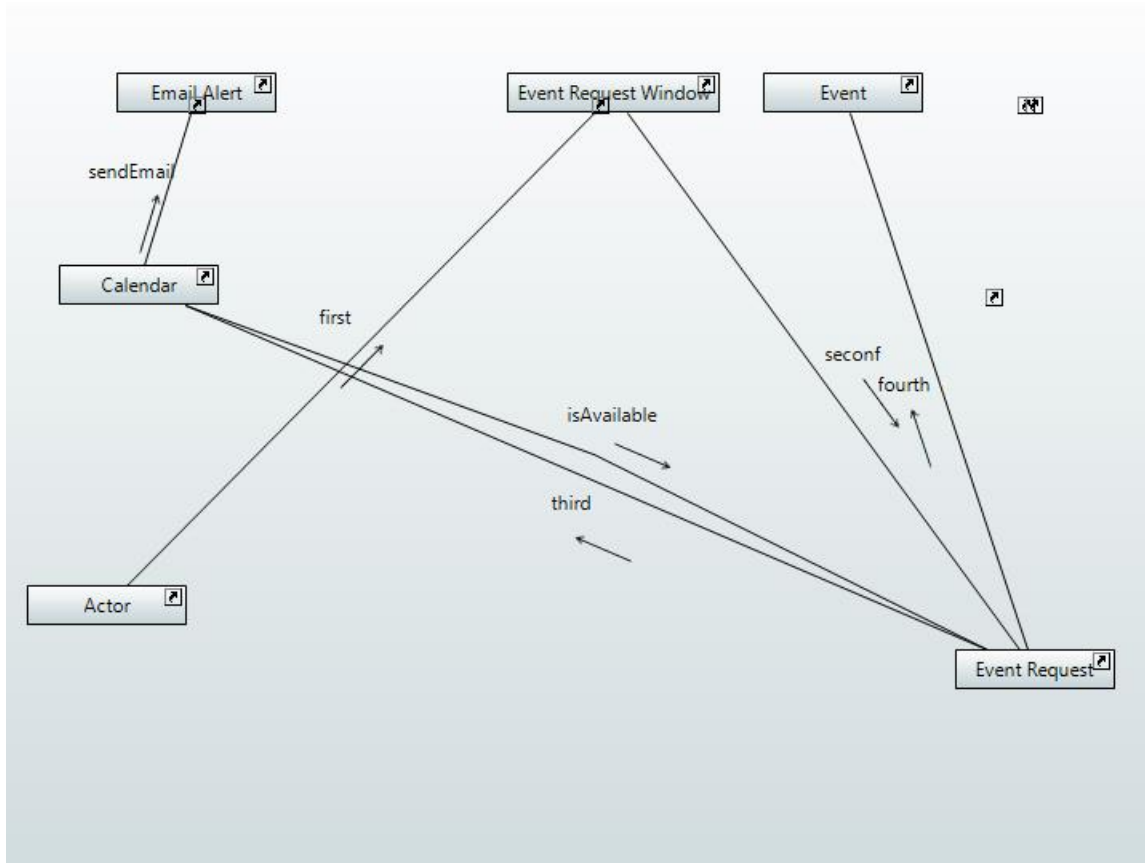 Email Alert
Event Request Window
Event
sendEmail
Calendar
first
seconf
fourth
isAvailable
third
Actor
Event Request